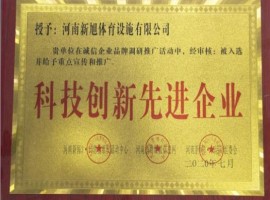 授予：河南新旭体育设施有限公司
贵单位在诚信企业品牌调研推广活动中，经审核：被入选
并给予重点宣传和推广。
科技创新先进企业
二〇二〇年七月